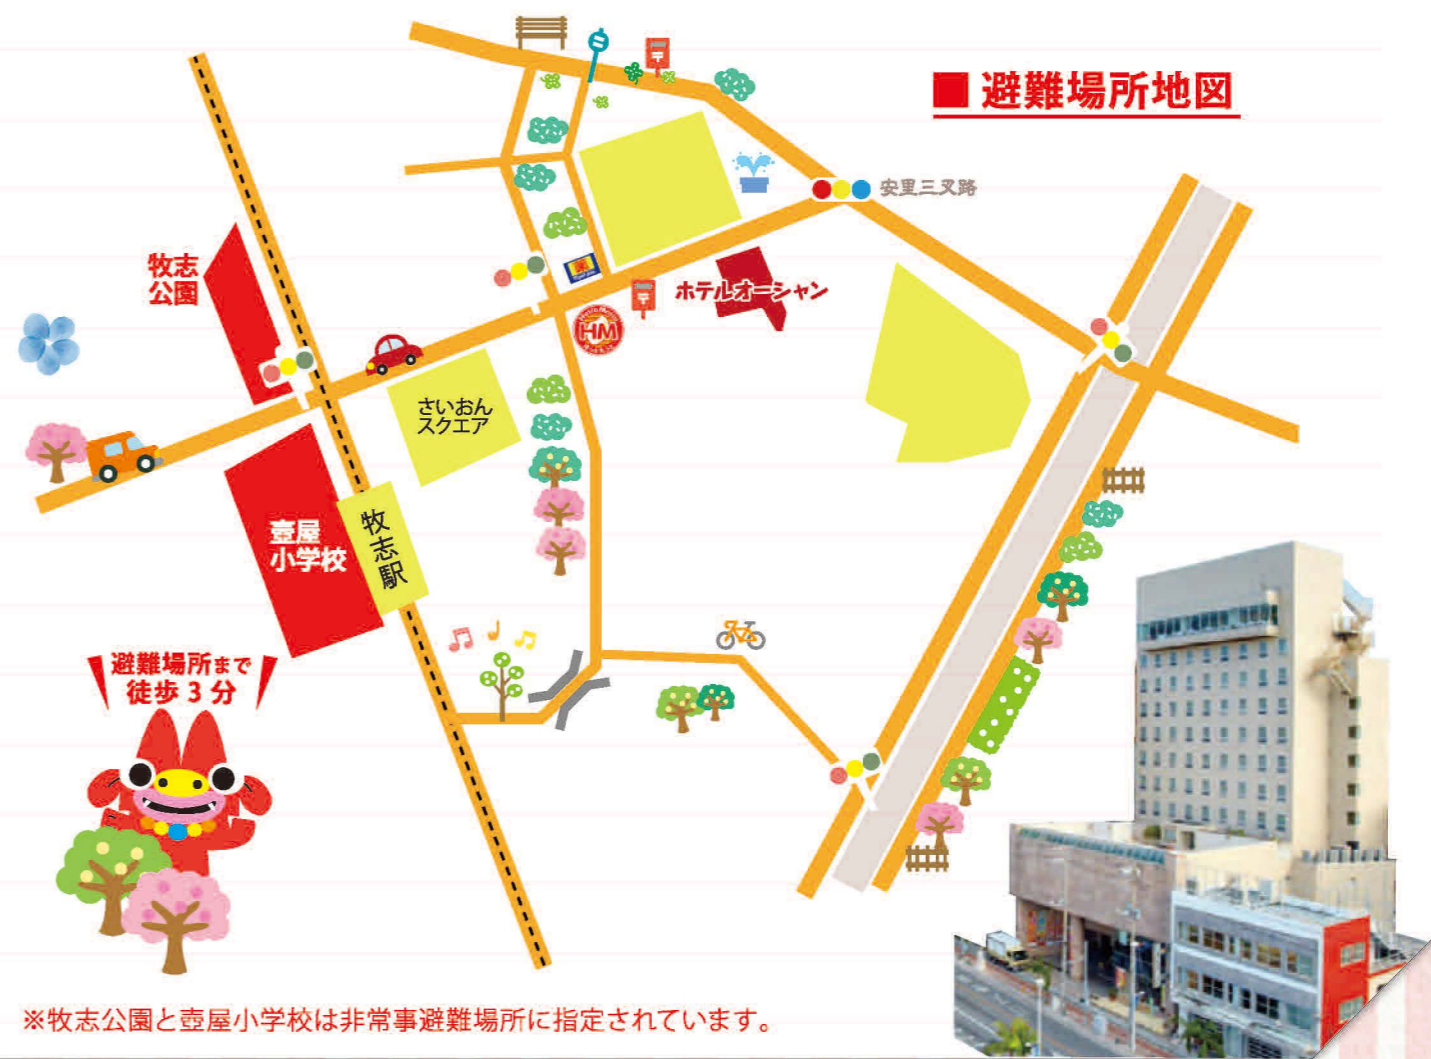 ■ 避難場所地図
安里三叉路
牧志
公園
ホテルオーシャン
HM
さいおん
スクエア
壺屋
小学校
牧志駅
避難場所まで
徒歩3分
※牧志公園と壺屋小学校は非常事避難場所に指定されています。